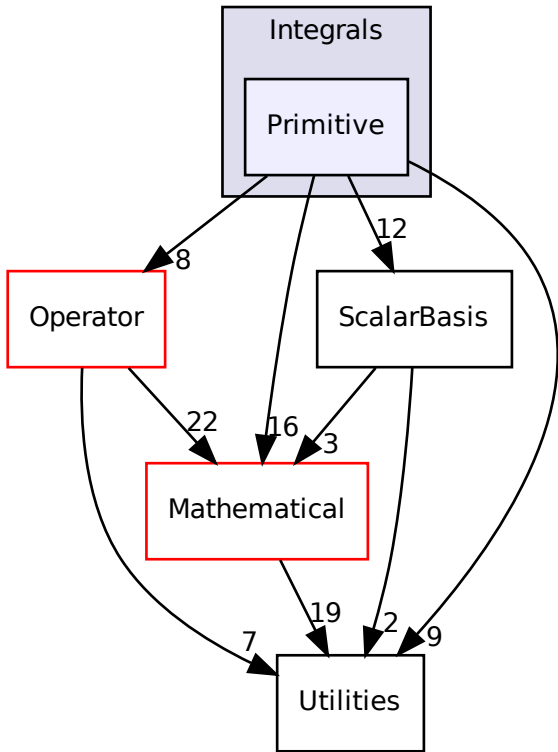 Integrals
Primitive
12
8
Operator
ScalarBasis
22
16
3
Mathematical
19
2
7
9
Utilities